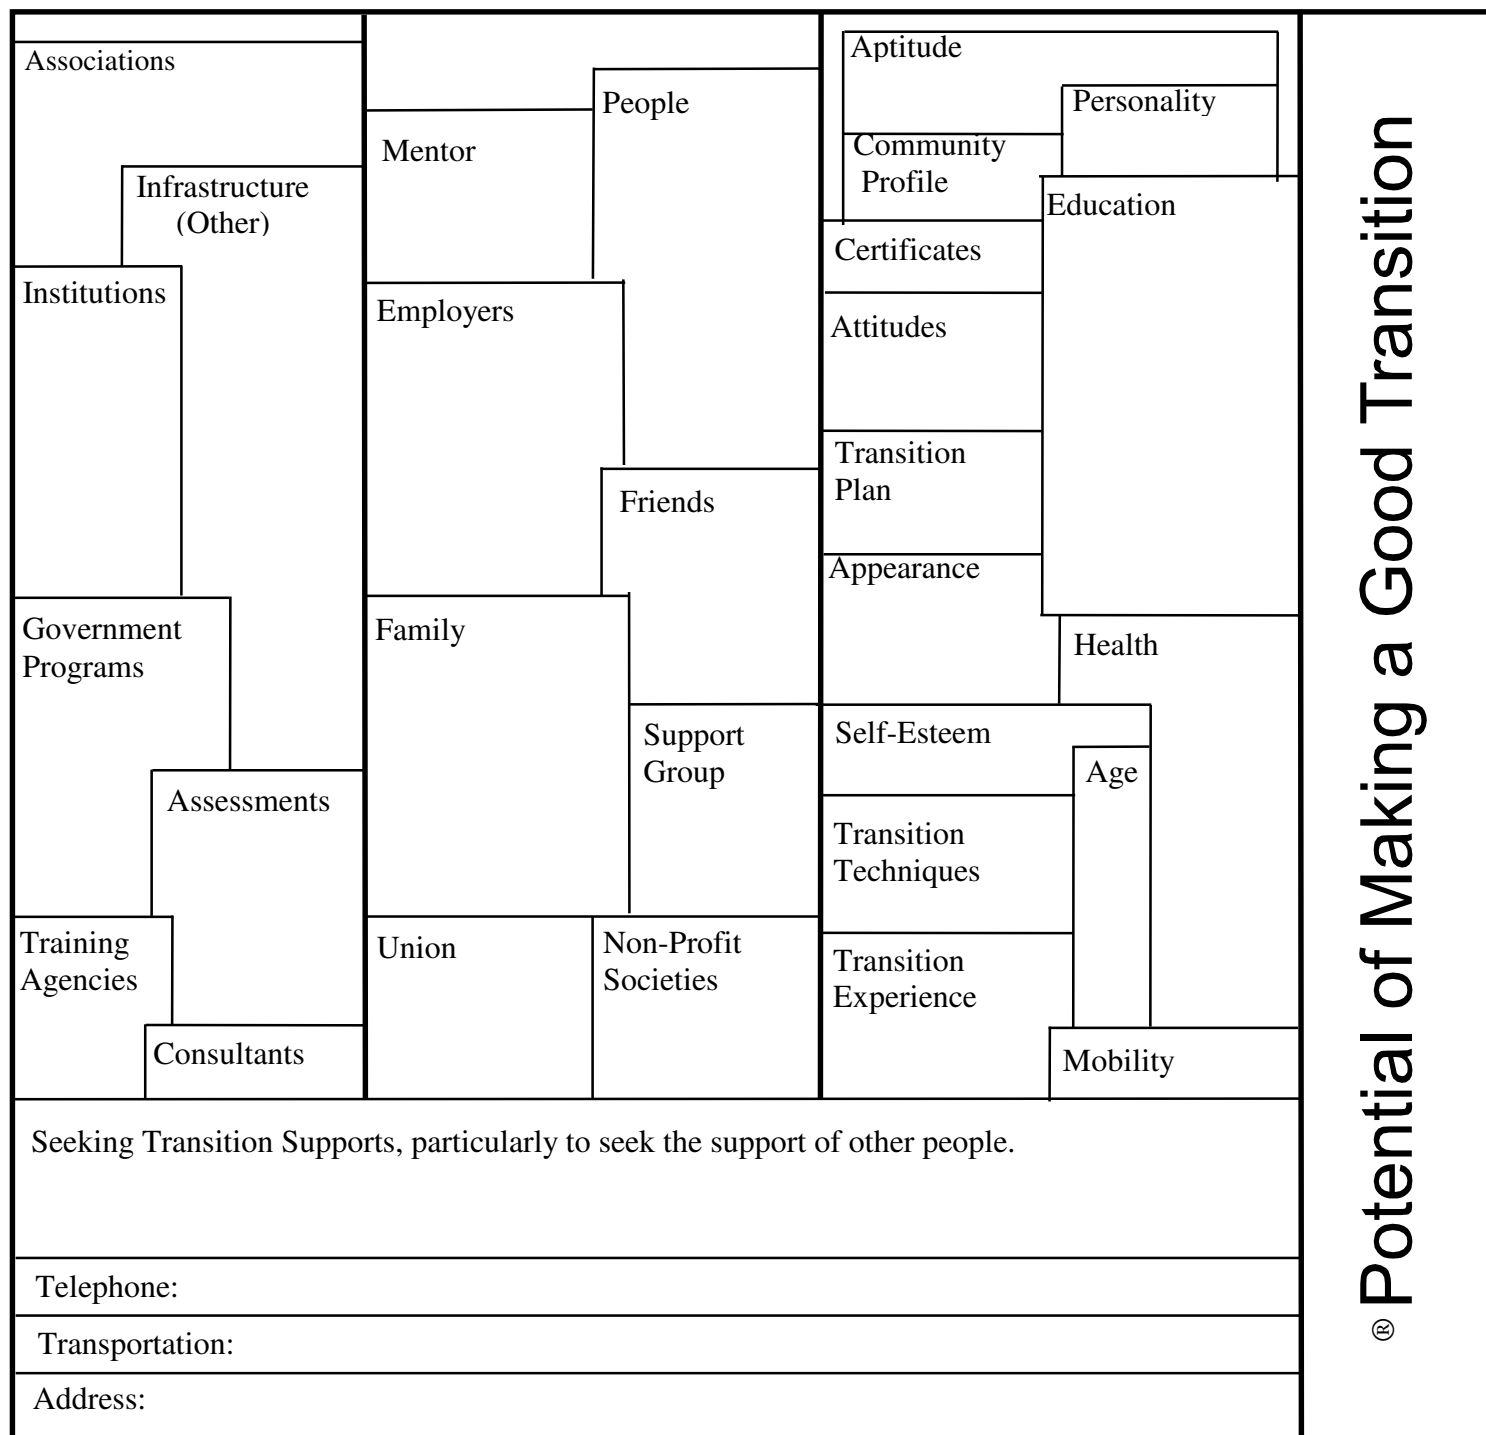 Associations
Infrastructure
(Other)
Institutions
Government
Programs
Assessments
Training
Agencies
Consultants
People
Mentor
Employers
Friends
Family
Support
Group
Union
Non-Profit
Societies
Aptitude
Personality
Community
Profile
Education
Certificates
Attitudes
Transition
Plan
Appearance
Health
Self-Esteem
Age
Transition
Techniques
Transition
Experience
Mobility
Seeking Transition Supports, particularly to seek the support of other people.
Telephone:
Transportation:
Address:
® Potential of Making a Good Transition